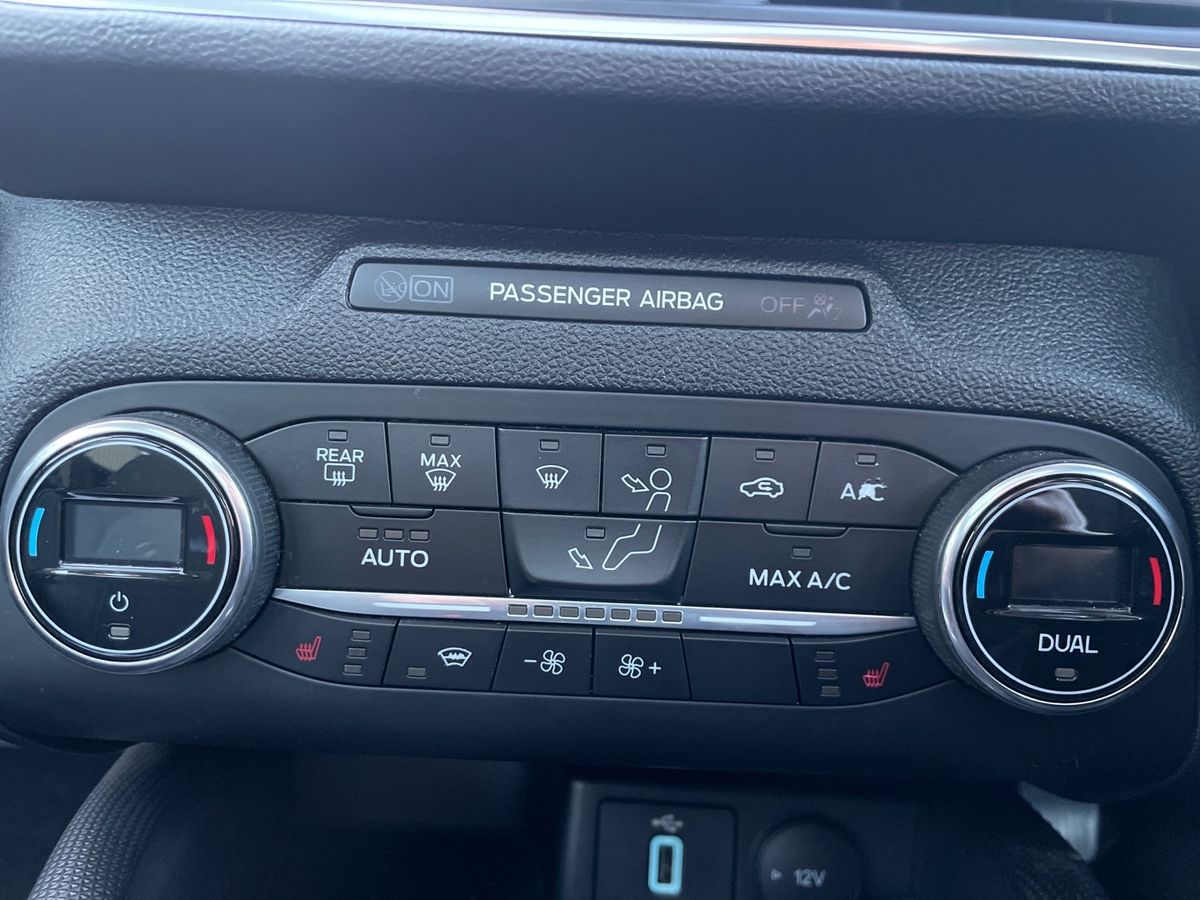 ON PASSENGER AIRBAG OFF
REAR
MAX
A/C
AUTO
MAX A/C
DUAL
- +
12V